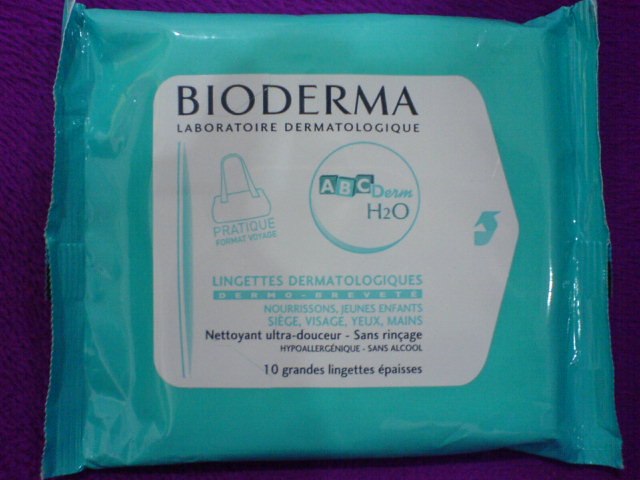 BIODERMA
LABORATOIRE DERMATOLOGIQUE
PRATIQUE
FORMAT VOYAGE
ABCDerm
H2O
LINGETTES DERMATOLOGIQUES
DERMO-BREVETÉ
NOURRISSONS, JEUNES ENFANTS
SIÈGE, VISAGE, YEUX, MAINS
Nettoyant ultra-douceur - Sans rinçage
HYPOALLERGÉNIQUE - SANS ALCOOL
10 grandes lingettes épaisses